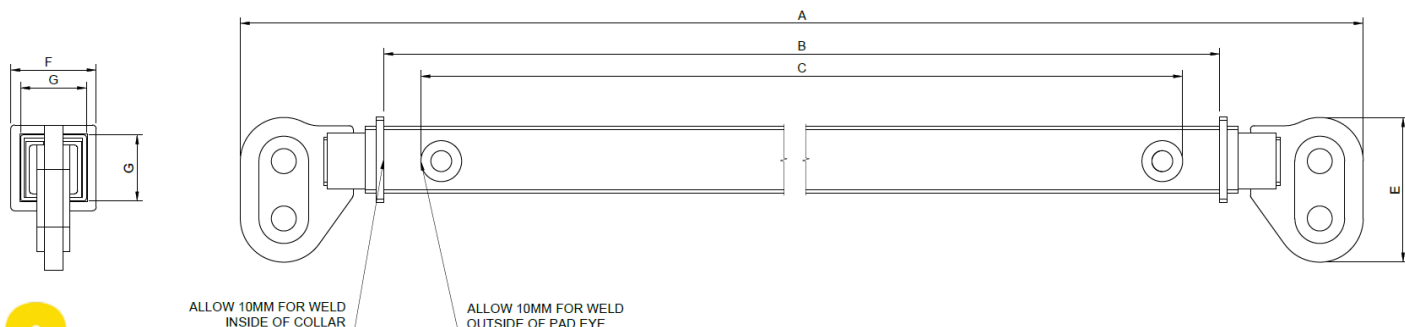 A
B
C
F
G
G
E
ALLOW 10MM FOR WELD
INSIDE OF COLLAR
ALLOW 10MM FOR WELD
OUTSIDE OF PAD EYE